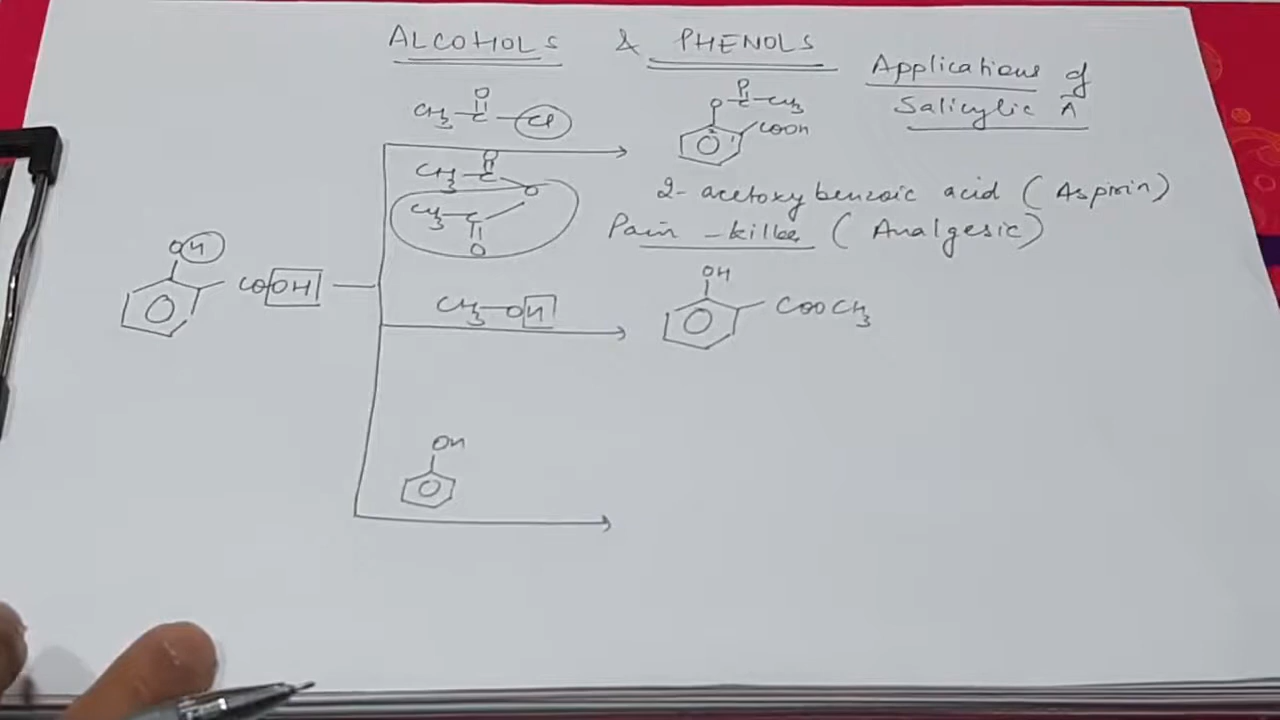 ALCOHOLS & PHENOLS
Applications of
Salicylic A
CH3 - C - Cl
O
O
O - C - CH3
COOH
CH3 - C
O
O
CH3 - C
O
2-acetoxybenzoic acid (Aspirin)
Pain - killer (Analgesic)
OH
COOH
CH3 - OH
OH
COOCH3
OH